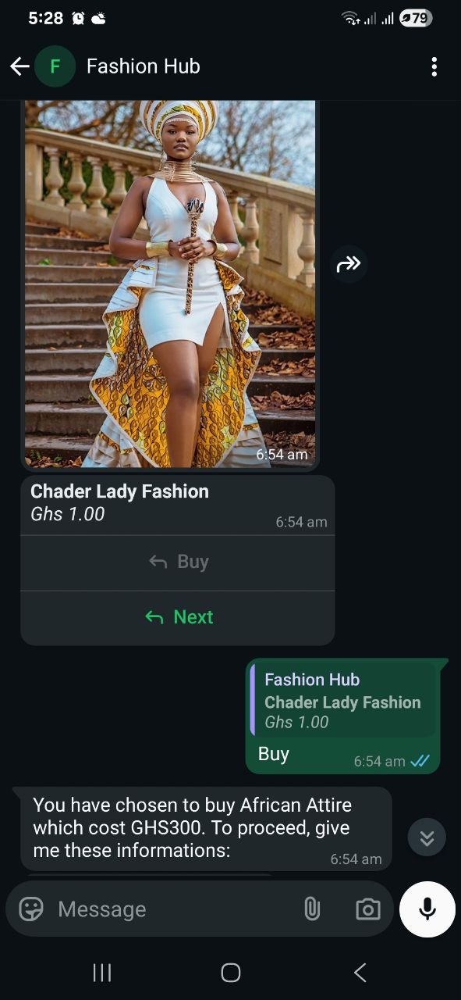 5:28
79
F Fashion Hub
6:54 am
Chader Lady Fashion
Ghs 1.00
6:54 am
Buy
Next
Fashion Hub
Chader Lady Fashion
Ghs 1.00
Buy
6:54 am
You have chosen to buy African Attire
which cost GHS300. To proceed, give
me these informations:
6:54 am
Message